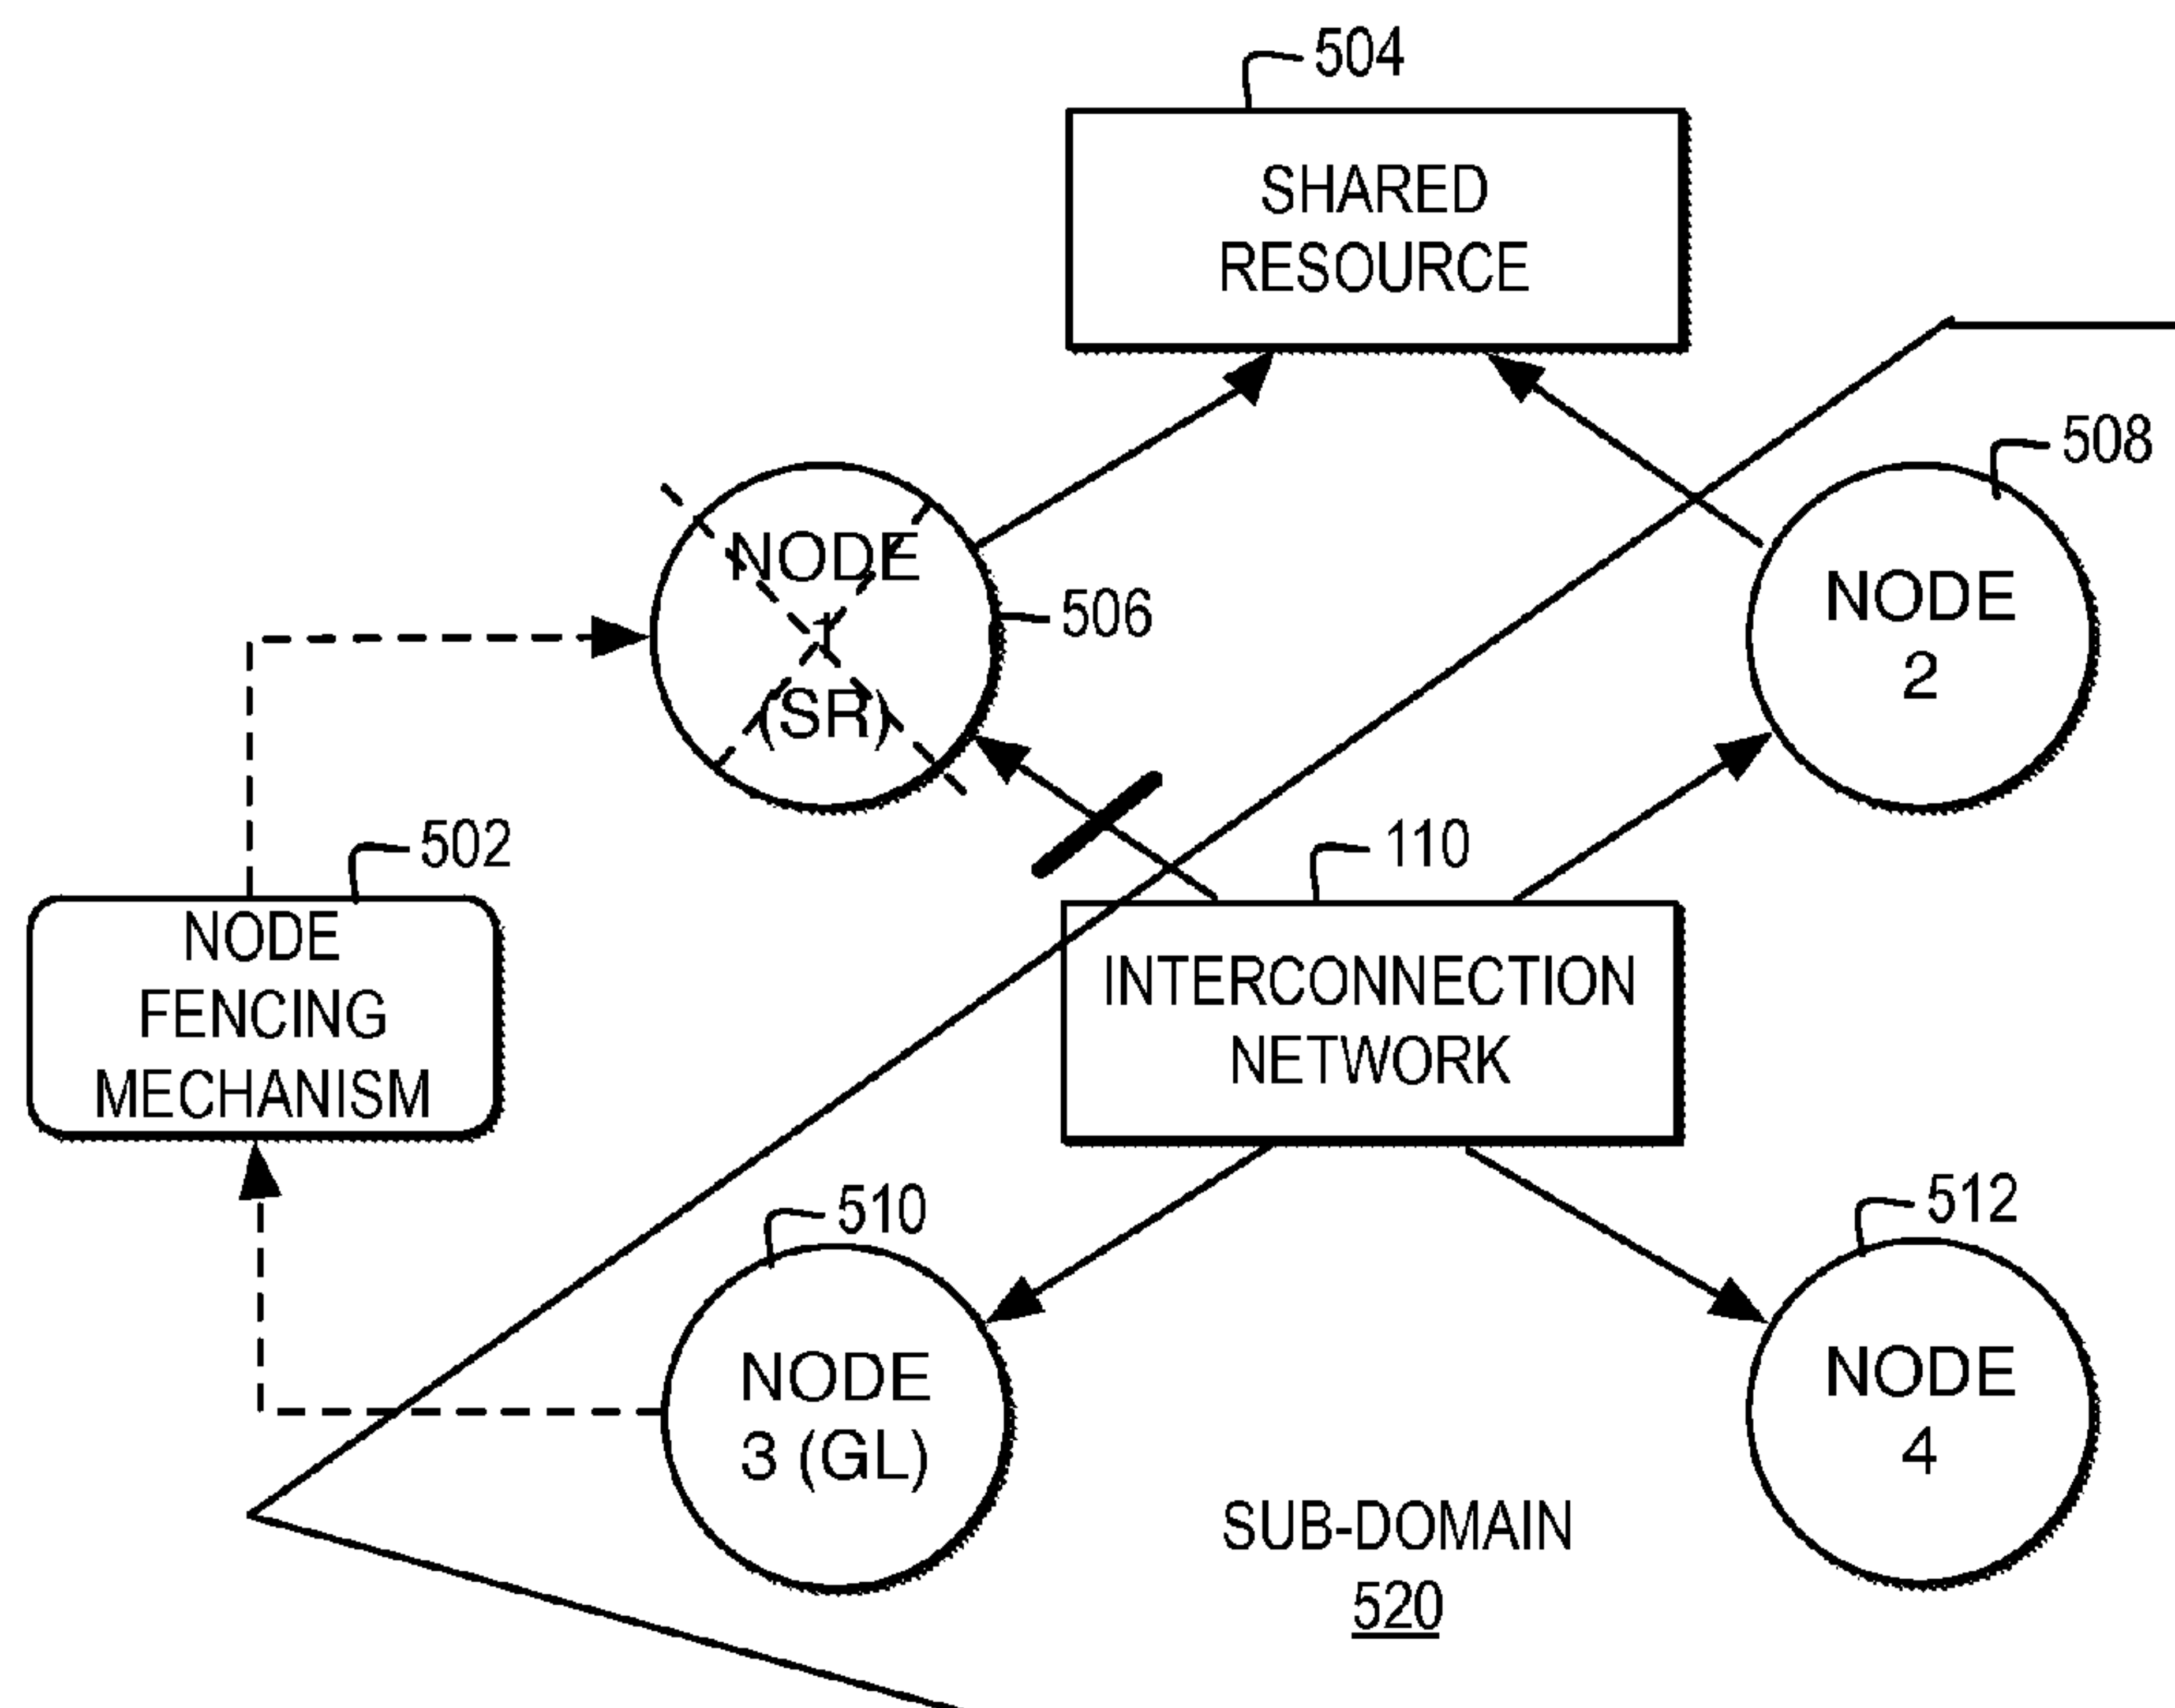 504
SHARED
RESOURCE
508
NODE
1
(SR)
506
NODE
2
502
110
NODE
FENCING
MECHANISM
INTERCONNECTION
NETWORK
510
512
NODE
3 (GL)
NODE
4
SUB-DOMAIN
520